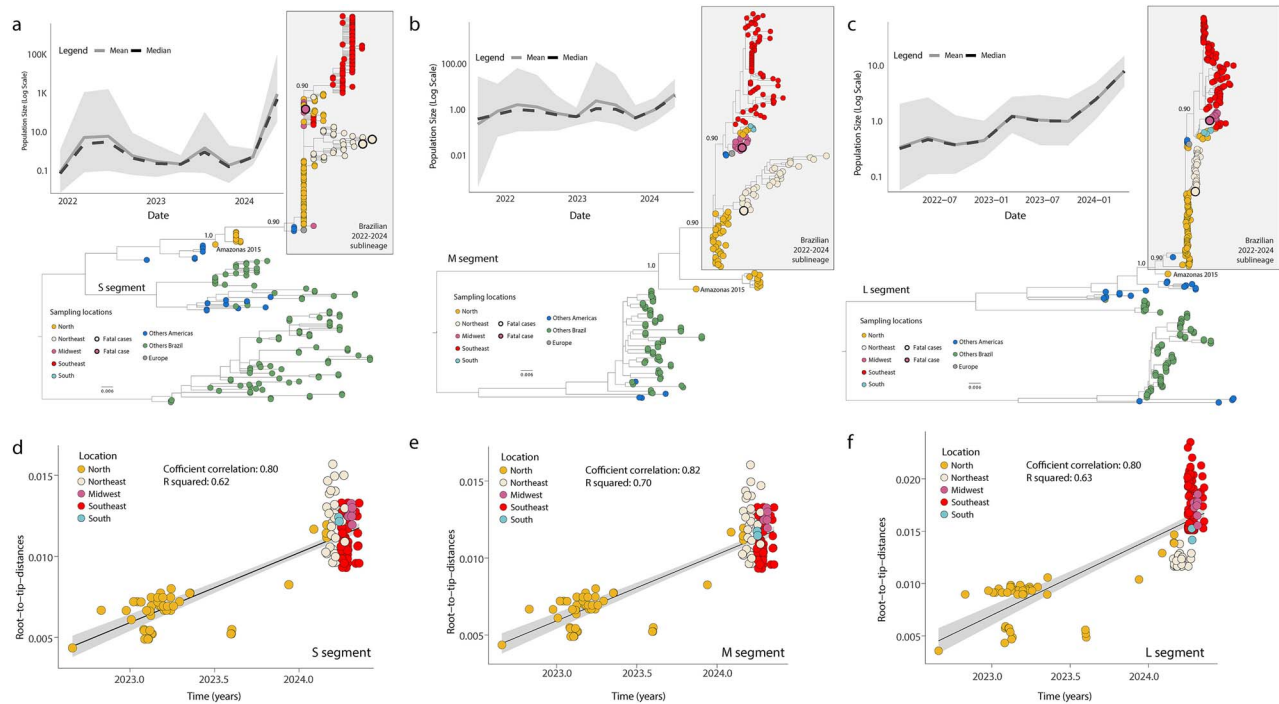 a
Legend Mean Median
Population Size (Log Scale)
100K
1K
10.0
0.1
2022 2023 2024
Date
0.90
0.90
1.0
Amazonas 2015
Brazilian
2022-2024
sublineage
S segment
Sampling locations
North
Northeast
Midwest
Southeast
South
Fatal cases
Fatal case
Others Americas
Others Brazil
Europe
0.006
b
Legend Mean Median
Population Size (Log Scale)
100.00
1.00
0.01
2022 2023 2024
Date
0.90
0.90
1.0
Amazonas 2015
Brazilian
2022-2024
sublineage
M segment
Sampling locations
North
Northeast
Midwest
Southeast
South
Fatal cases
Fatal case
Others Americas
Others Brazil
Europe
0.006
c
Legend Mean Median
Population Size (Log Scale)
10.0
1.0
0.1
2022-07 2023-01 2023-07 2024-01
Date
0.90
0.90
1.0
Amazonas 2015
Brazilian
2022-2024
sublineage
L segment
Sampling locations
North
Northeast
Midwest
Southeast
South
Fatal cases
Fatal case
Others Americas
Others Brazil
Europe
0.006
d
Location
North
Northeast
Midwest
Southeast
South
Cofficient correlation: 0.80
R squared: 0.62
Root-to-tip-distances
0.015
0.010
0.005
2023.0 2023.5 2024.0
Time (years)
S segment
e
Location
North
Northeast
Midwest
Southeast
South
Cofficient correlation: 0.82
R squared: 0.70
Root-to-tip-distances
0.015
0.010
0.005
2023.0 2023.5 2024.0
Time (years)
M segment
f
Location
North
Northeast
Midwest
Southeast
South
Cofficient correlation: 0.80
R squared: 0.63
Root-to-tip-distances
0.020
0.015
0.010
0.005
2023.0 2023.5 2024.0
Time (years)
L segment